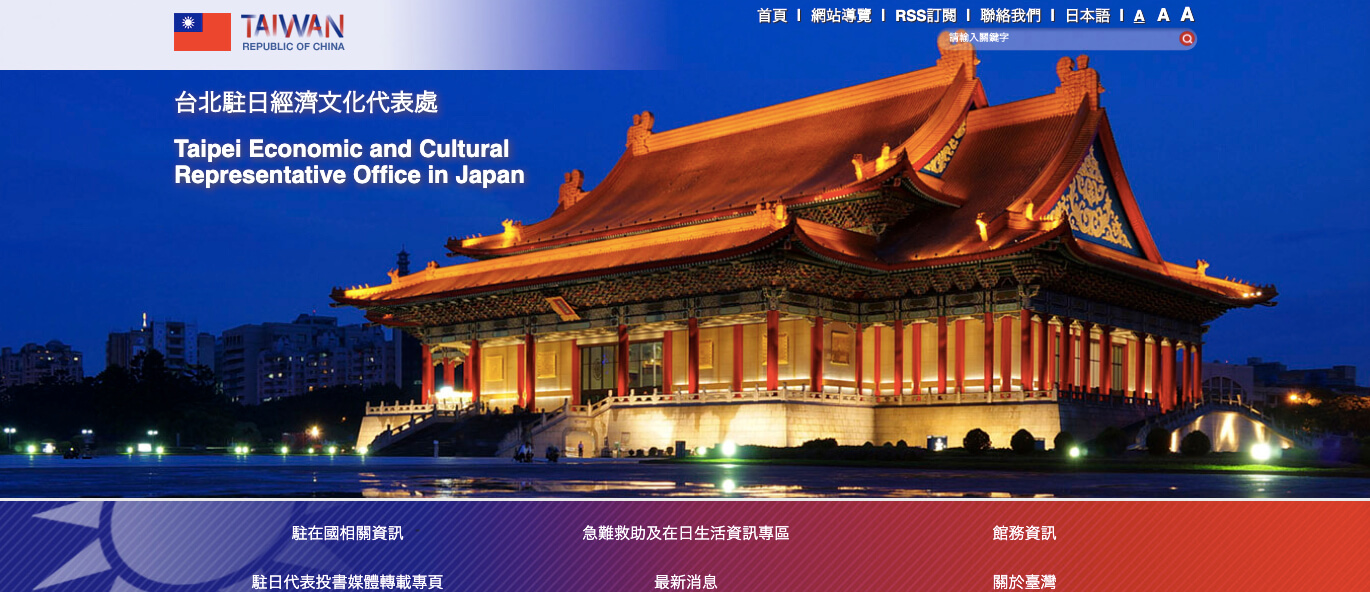 TAIWAN
REPUBLIC OF CHINA
首頁 | 網站導覽 | RSS訂閱 | 聯絡我們 | 日本語 | A A A
請輸入關鍵字
台北駐日經濟文化代表處
Taipei Economic and Cultural
Representative Office in Japan
駐在國相關資訊 急難救助及在日生活資訊專區 館務資訊
駐日代表投書媒體轉載專頁 最新消息 關於臺灣